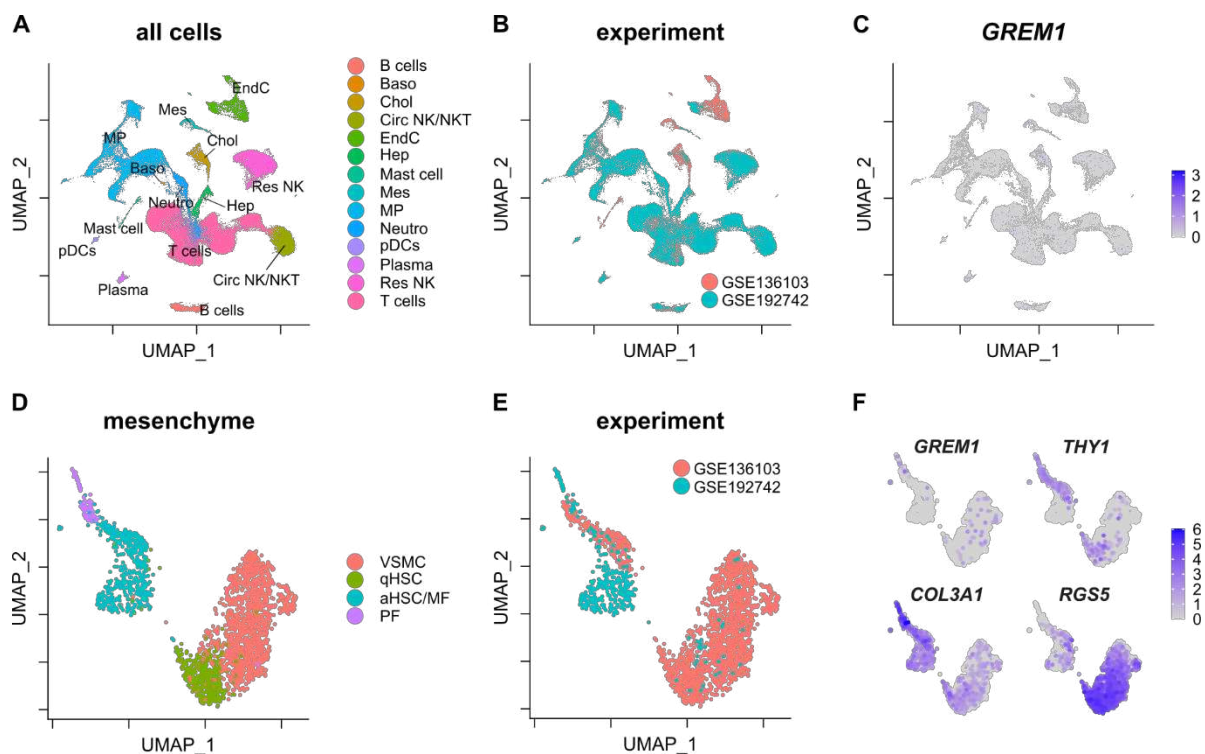 A
all cells
UMAP_2
EndC
Mes
MP
Chol
Baso
Res NK
Neutro
Hep
Mast cell
pDCs
T cells
Circ NK/NKT
Plasma
B cells
UMAP_1
B cells
Baso
Chol
Circ NK/NKT
EndC
Hep
Mast cell
Mes
MP
Neutro
pDCs
Plasma
Res NK
T cells
B
experiment
UMAP_2
GSE136103
GSE192742
UMAP_1
C
GREM1
UMAP_2
UMAP_1
3
2
1
0
D
mesenchyme
UMAP_2
UMAP_1
VSMC
qHSC
aHSC/MF
PF
E
experiment
GSE136103
GSE192742
UMAP_2
UMAP_1
F
GREM1
THY1
COL3A1
RGS5
6
5
4
3
2
1
0